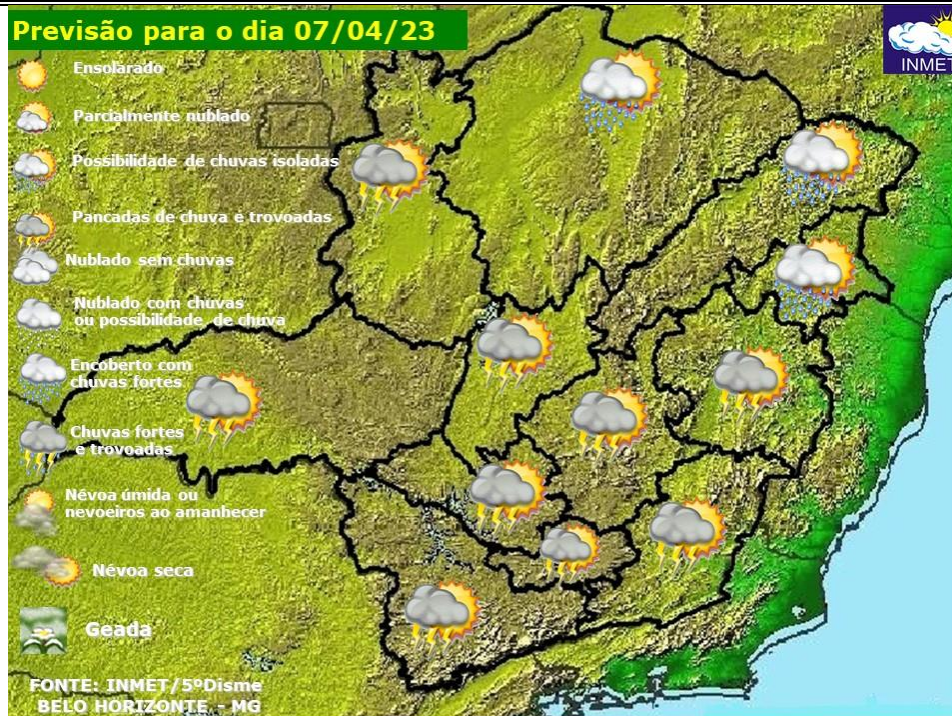 Previsão para o dia 07/04/23
INMET
Ensolarado
Parcialmente nublado
Possibilidade de chuvas isoladas
Pancadas de chuva e trovoadas
Nublado sem chuvas
Nublado com chuvas
ou possibilidade de chuva
Encoberto com
chuvas fortes
Chuvas fortes
e trovoadas
Névoa úmida ou
nevoeiros ao amanhecer
Névoa seca
Geada
FONTE: INMET/5ºDisme
BELO HORIZONTE - MG